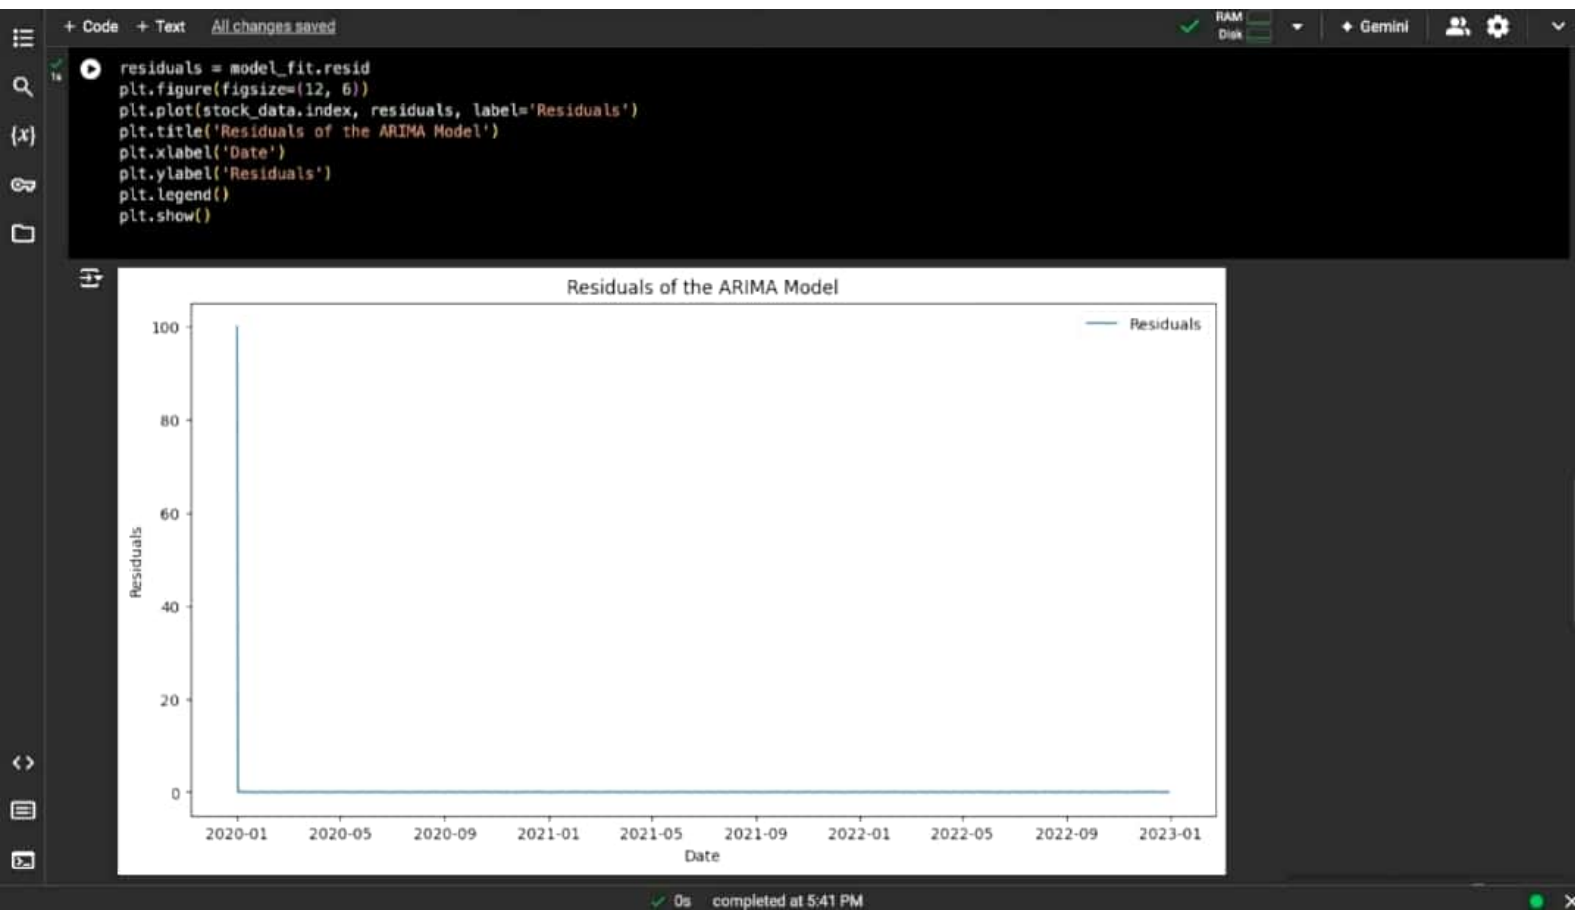 + Code + Text All changes saved
RAM
Disk
Gemini
{x}
1s
residuals = model_fit.resid
plt.figure(figsize=(12, 6))
plt.plot(stock_data.index, residuals, label='Residuals')
plt.title('Residuals of the ARIMA Model')
plt.xlabel('Date')
plt.ylabel('Residuals')
plt.legend()
plt.show()
Residuals of the ARIMA Model
Residuals
100
80
60
40
20
0
Residuals
2020-01 2020-05 2020-09 2021-01 2021-05 2021-09 2022-01 2022-05 2022-09 2023-01
Date
0s completed at 5:41 PM